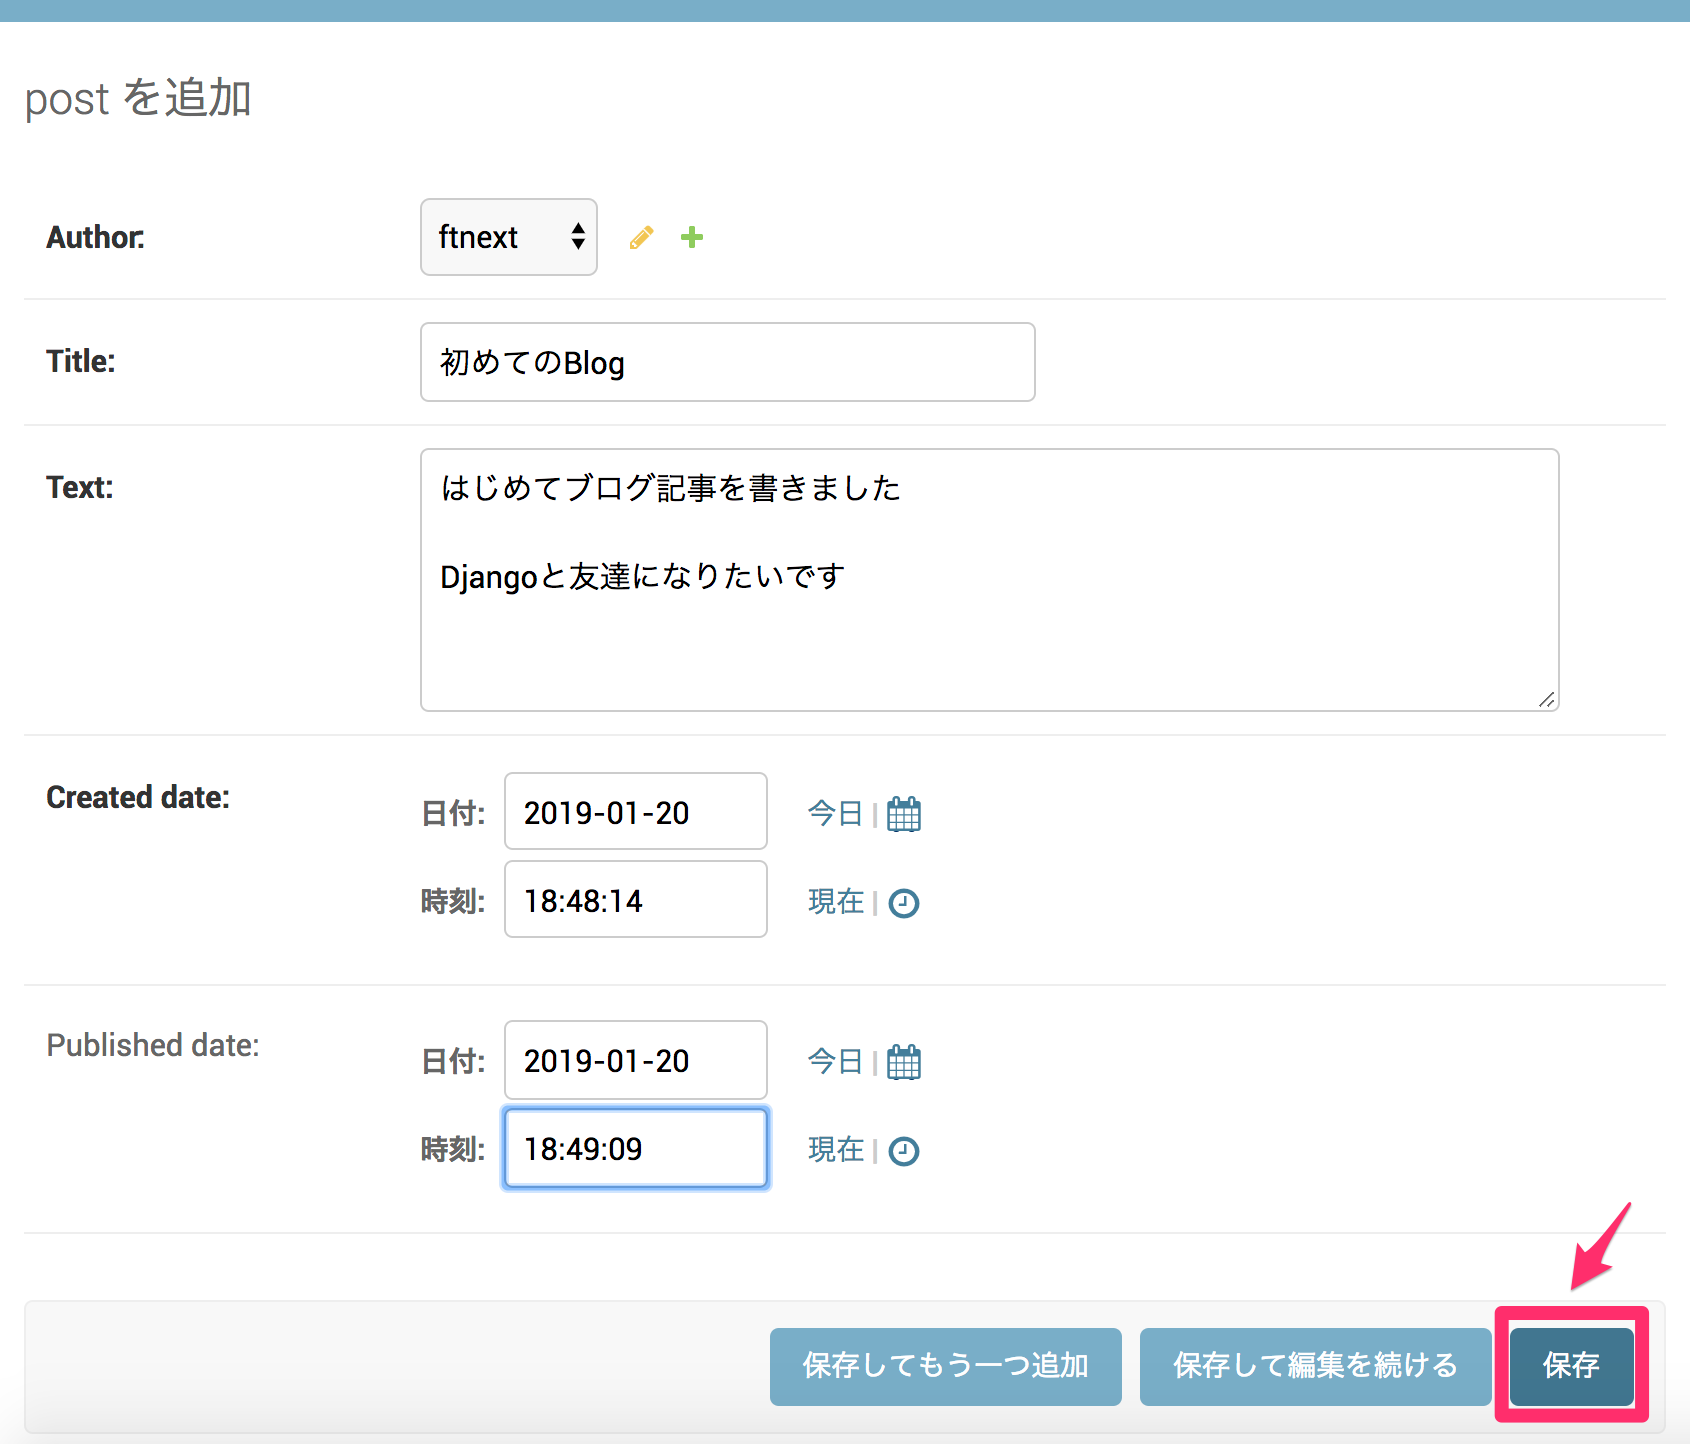 post を追加
Author: ftnext
Title: 初めてのBlog
Text: はじめてブログ記事を書きました
Djangoと友達になりたいです
Created date: 日付: 2019-01-20 今日 |
時刻: 18:48:14 現在 |
Published date: 日付: 2019-01-20 今日 |
時刻: 18:49:09 現在 |
保存してもう一つ追加 保存して編集を続ける 保存